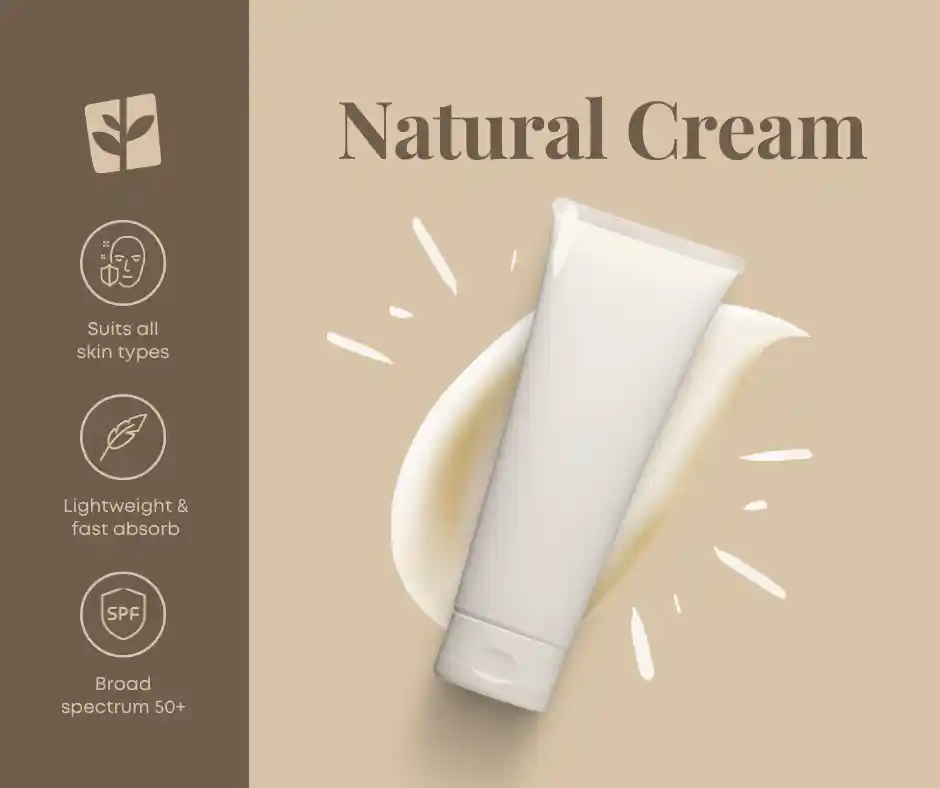 Natural Cream
Suits all
skin types
Lightweight &
fast absorb
SPF
Broad
spectrum 50+